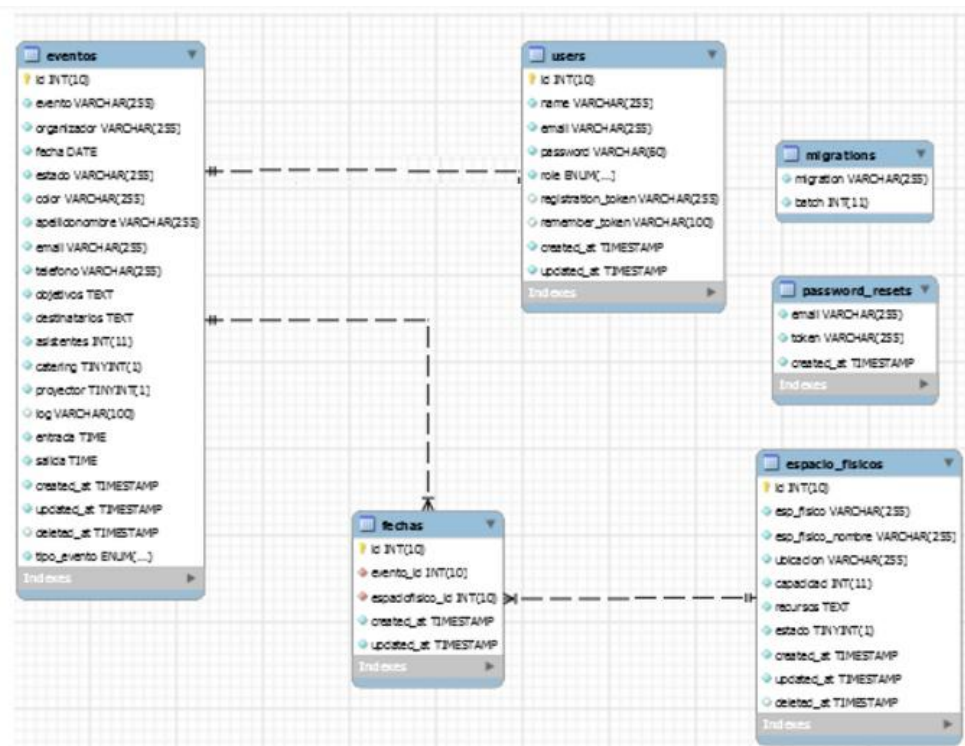 eventos
id INT(10)
evento VARCHAR(255)
organizador VARCHAR(255)
fecha DATE
estado VARCHAR(255)
color VARCHAR(255)
apellidonombre VARCHAR(255)
email VARCHAR(255)
telefono VARCHAR(255)
objetivos TEXT
destinatarios TEXT
asistentes INT(11)
catering TINYINT(1)
proyector TINYINT(1)
log VARCHAR(100)
entrada TIME
salida TIME
created_at TIMESTAMP
updated_at TIMESTAMP
deleted_at TIMESTAMP
tipo_evento ENUM(...)
Indexes
users
id INT(10)
name VARCHAR(255)
email VARCHAR(255)
password VARCHAR(60)
role ENUM(...)
registration_token VARCHAR(255)
remember_token VARCHAR(100)
created_at TIMESTAMP
updated_at TIMESTAMP
Indexes
migrations
migration VARCHAR(255)
batch INT(11)
password_resets
email VARCHAR(255)
token VARCHAR(255)
created_at TIMESTAMP
Indexes
fechas
id INT(10)
evento_id INT(10)
espaciofisico_id INT(10)
created_at TIMESTAMP
updated_at TIMESTAMP
Indexes
espacio_fisicos
id INT(10)
esp_fisico VARCHAR(255)
esp_fisico_nombre VARCHAR(255)
ubicacion VARCHAR(255)
capacidad INT(11)
recursos TEXT
estado TINYINT(1)
created_at TIMESTAMP
updated_at TIMESTAMP
deleted_at TIMESTAMP
Indexes